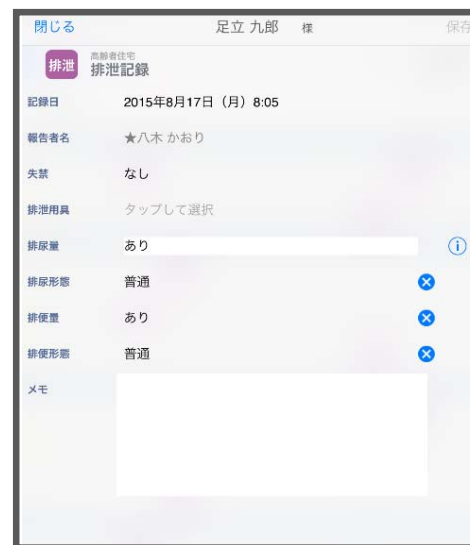 閉じる 足立 九郎 様 保存
排泄 高齢者住宅
排泄記録
記録日 2015年8月17日（月）8:05
報告者名 ★八木 かおり
失禁 なし
排泄用具 タップして選択
排尿量 あり
排尿形態 普通
排便量 あり
排便形態 普通
メモ